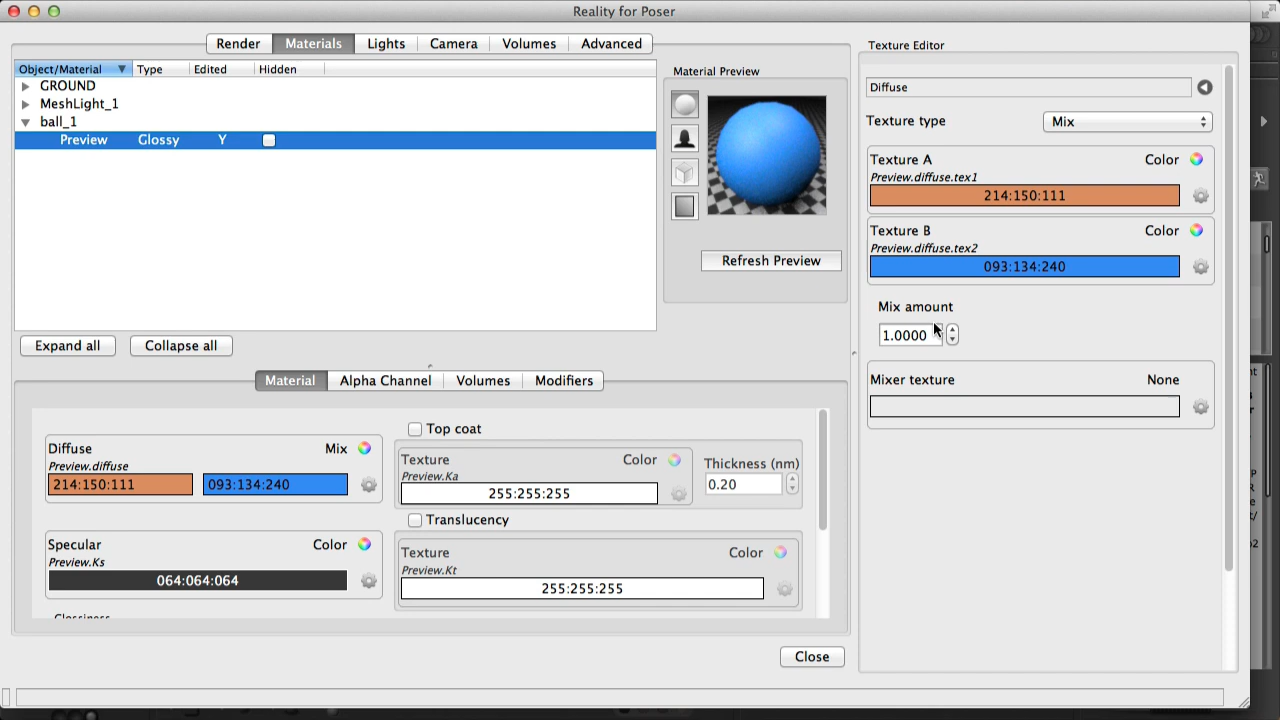 Reality for Poser
Render Materials Lights Camera Volumes Advanced
Object/Material Type Edited Hidden
GROUND
MeshLight_1
ball_1
Preview Glossy Y
Expand all Collapse all
Material Preview
Refresh Preview
Material Alpha Channel Volumes Modifiers
Diffuse Mix
Preview.diffuse
214:150:111 093:134:240
Specular Color
Preview.Ks
064:064:064
Glossiness
Top coat
Texture Color
Preview.Ka
255:255:255
Thickness (nm)
0.20
Translucency
Texture Color
Preview.Kt
255:255:255
Close
Texture Editor
Diffuse
Texture type Mix
Texture A Color
Preview.diffuse.tex1
214:150:111
Texture B Color
Preview.diffuse.tex2
093:134:240
Mix amount
1.0000
Mixer texture None